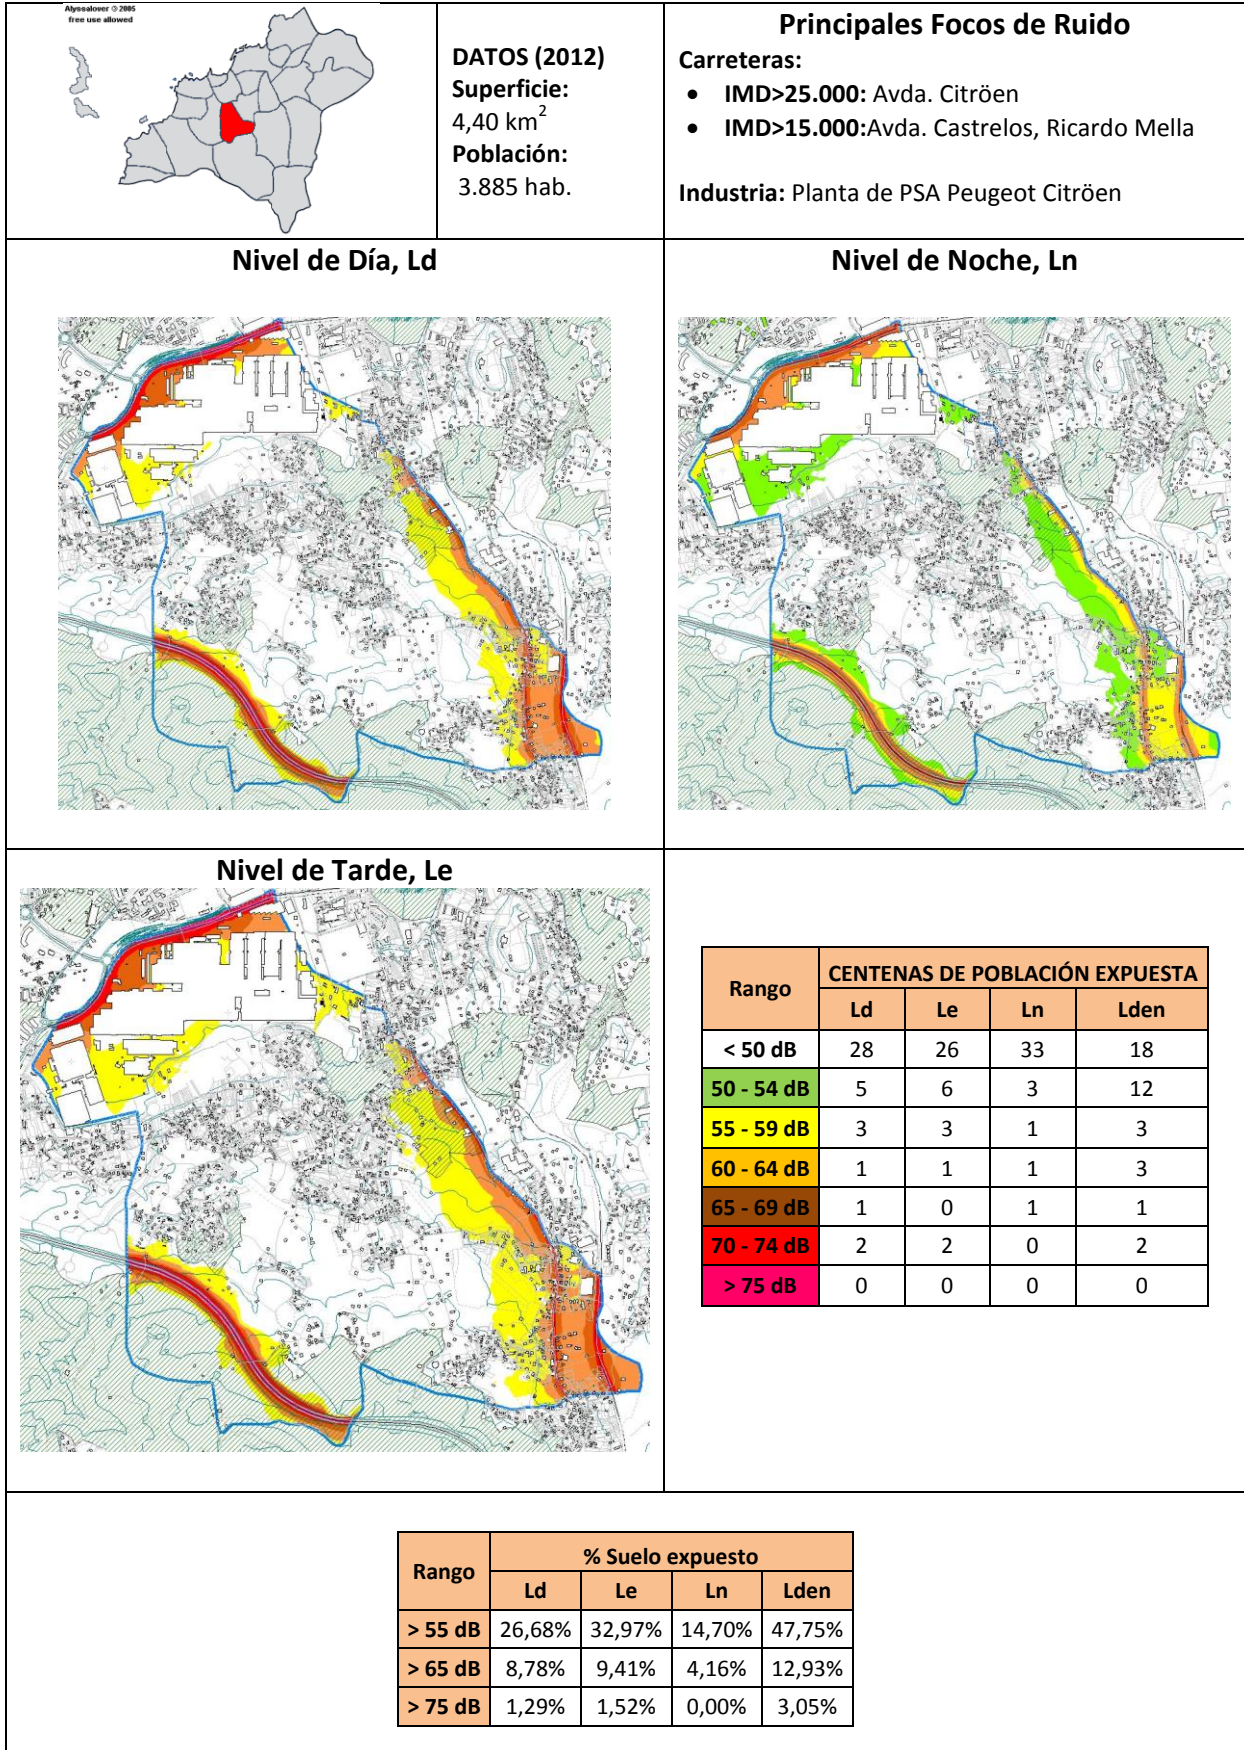 Alyssalover © 2005
free use allowed
DATOS (2012)
Superficie:
4,40 km²
Población:
3.885 hab.
Principales Focos de Ruido
Carreteras:
• IMD>25.000: Avda. Citröen
• IMD>15.000:Avda. Castrelos, Ricardo Mella
Industria: Planta de PSA Peugeot Citröen
Nivel de Día, Ld
Nivel de Noche, Ln
Nivel de Tarde, Le
Rango CENTENAS DE POBLACIÓN EXPUESTA
Ld Le Ln Lden
< 50 dB 28 26 33 18
50 - 54 dB 5 6 3 12
55 - 59 dB 3 3 1 3
60 - 64 dB 1 1 1 3
65 - 69 dB 1 0 1 1
70 - 74 dB 2 2 0 2
> 75 dB 0 0 0 0
Rango % Suelo expuesto
Ld Le Ln Lden
> 55 dB 26,68% 32,97% 14,70% 47,75%
> 65 dB 8,78% 9,41% 4,16% 12,93%
> 75 dB 1,29% 1,52% 0,00% 3,05%